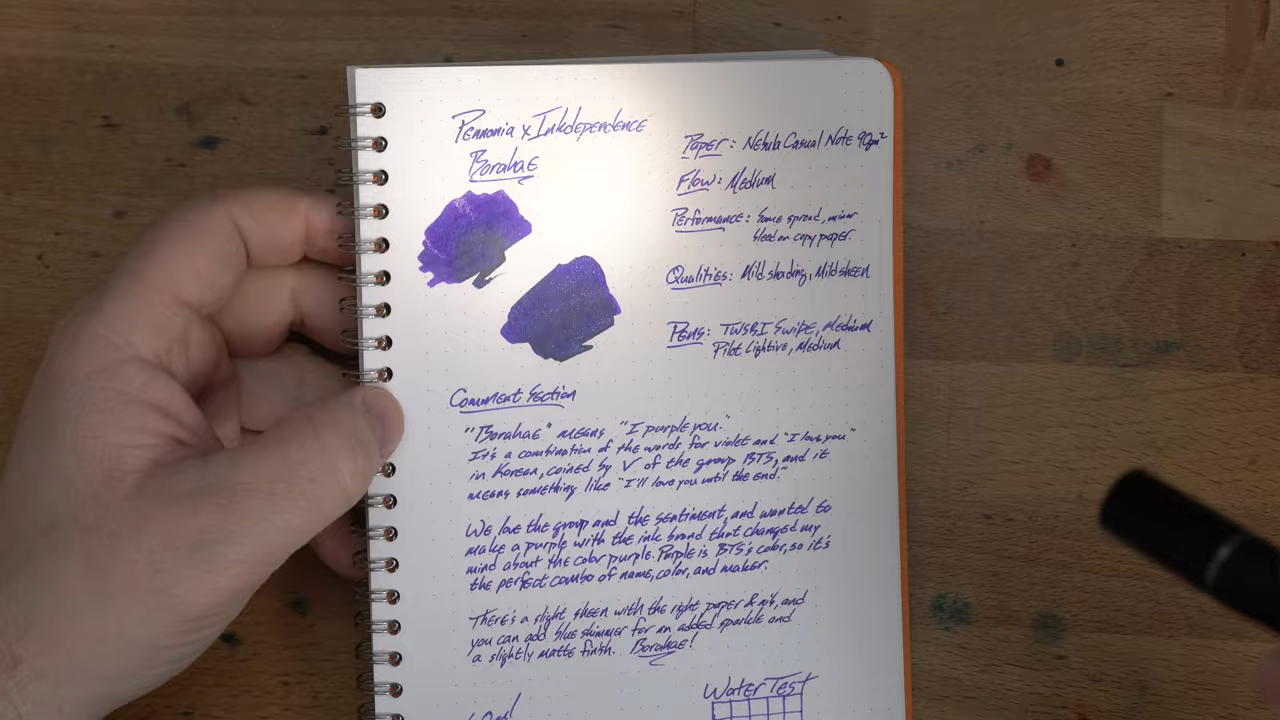 Pennonia x Inkdependence
Borahae
Paper: Nebula Casual Note 90gm²
Flow: Medium
Performance: Some spread, minor
bleed on copy paper.
Qualities: Mild shading, Mild sheen
Pens: TWSBI Swipe, Medium
Pilot Lightive, Medium
Comment Section
"Borahae" means "I purple you."
It's a combination of the words for violet and "I love you"
in Korean, coined by V of the group BTS, and it
means something like "I'll love you until the end."
We love the group and the sentiment, and wanted to
make a purple with the ink brand that changed my
mind about the color purple. Purple is BTS's color, so it's
the perfect combo of name, color, and maker.
There's a slight sheen with the right paper & nib, and
you can add blue shimmer for an added sparkle and
a slightly matte finish. Borahae!
Water Test